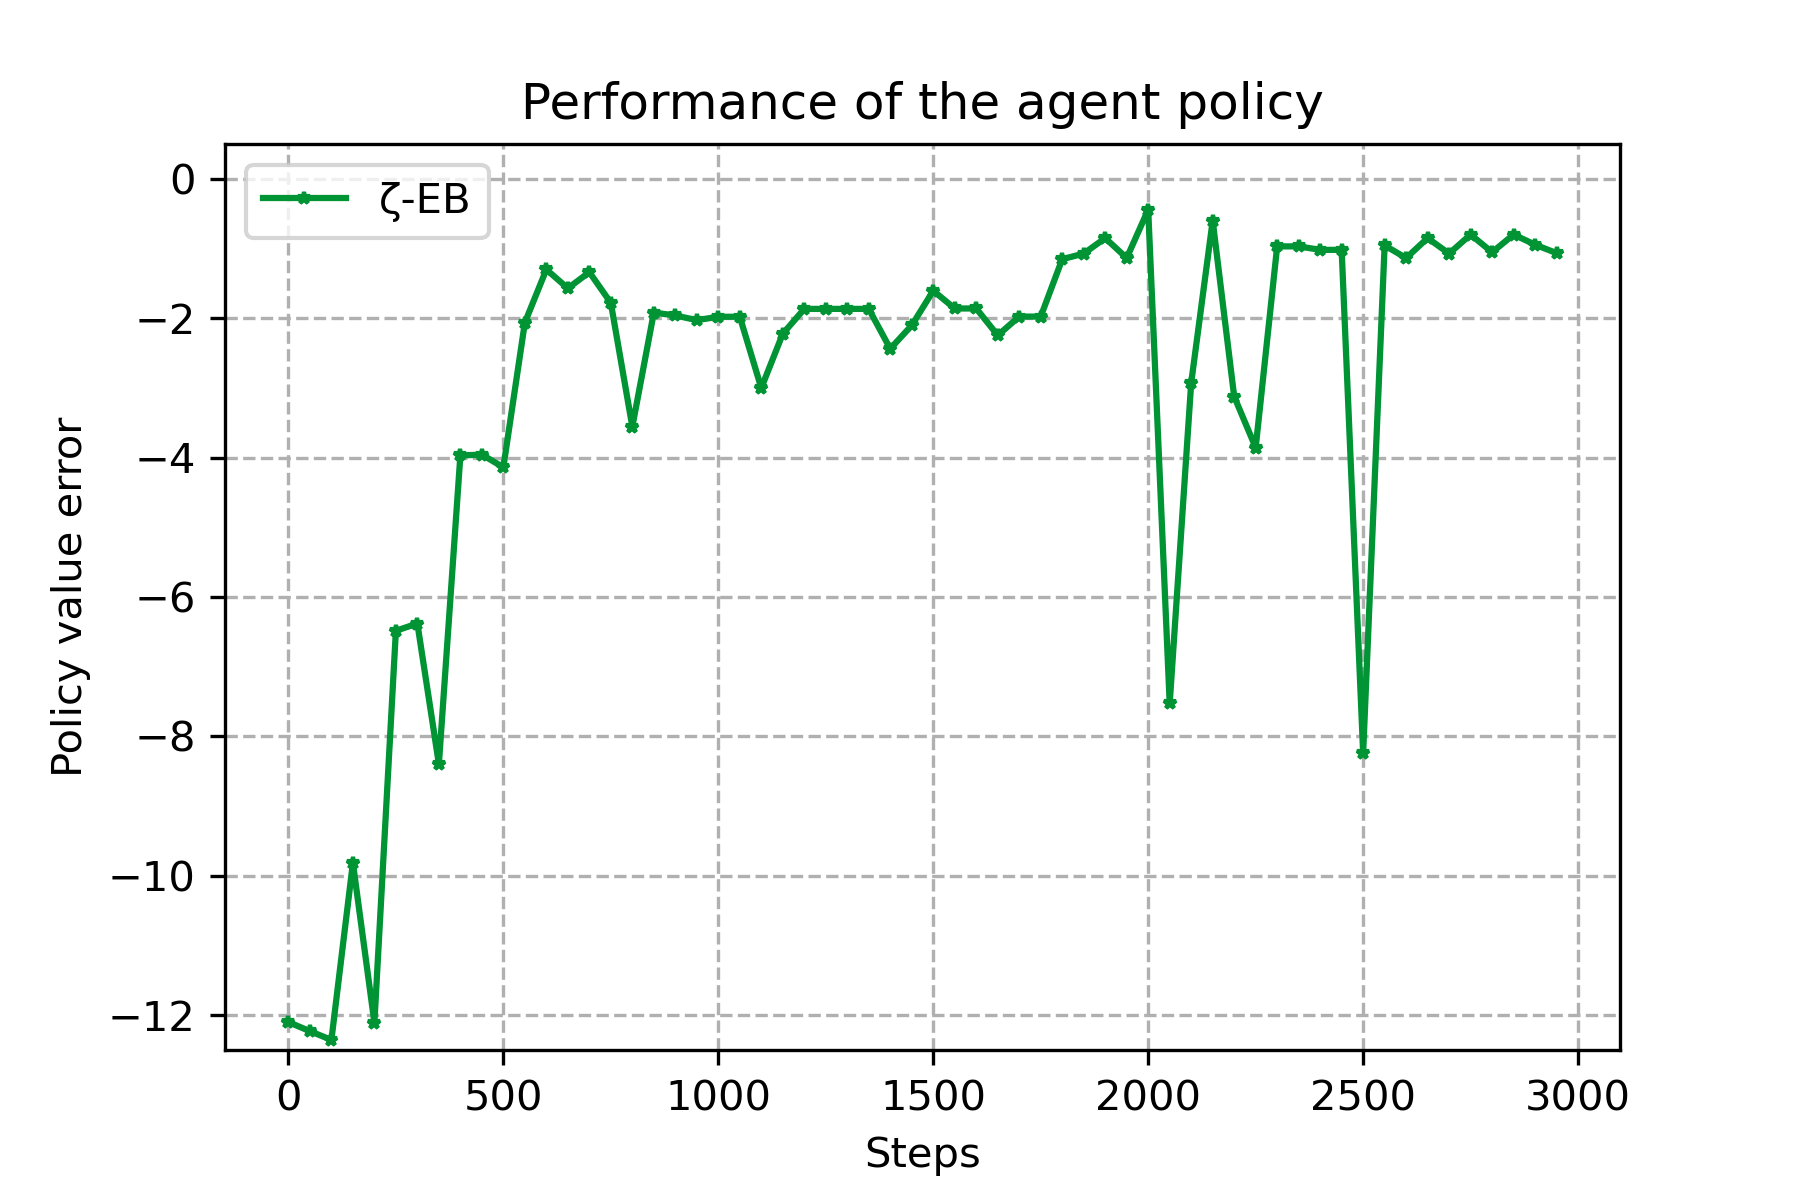 Performance of the agent policy
ζ-EB
Policy value error
0
−2
−4
−6
−8
−10
−12
0 500 1000 1500 2000 2500 3000
Steps